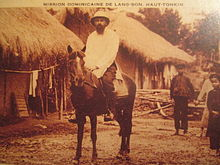 MISSION DOMINICAINE DE LANG-SON, HAUT-TONKIN